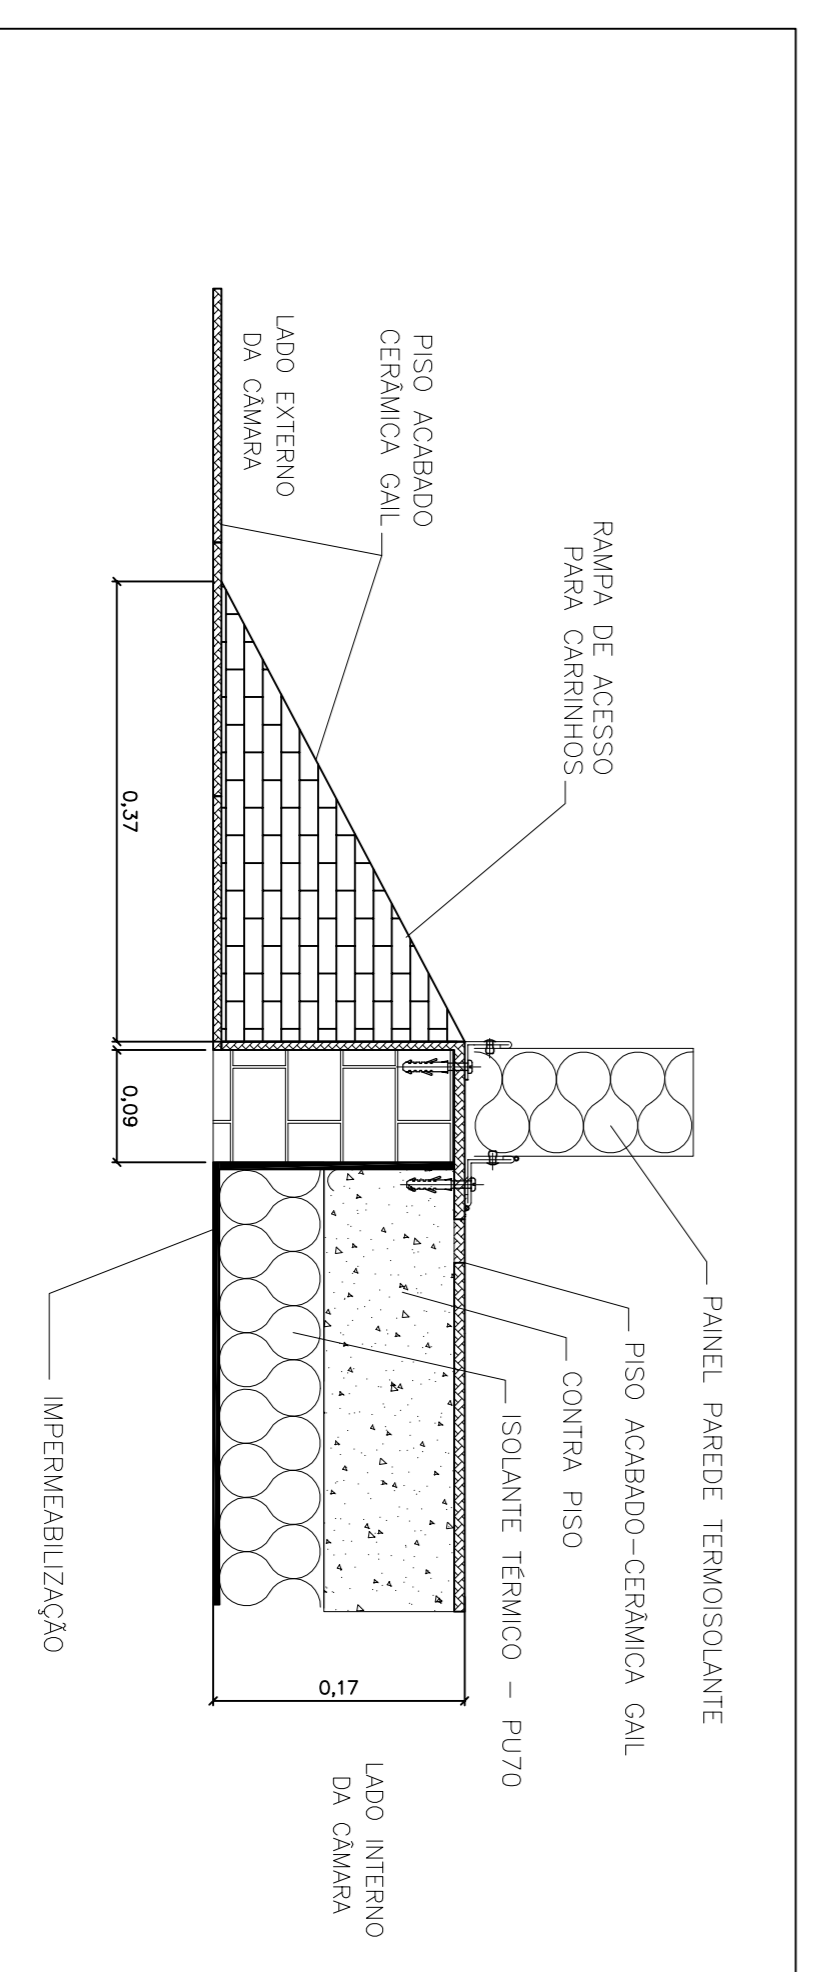 PAINEL PAREDE TERMOISOLANTE
RAMPA DE ACESSO
PARA CARRINHOS
PISO ACABADO-CERÂMICA GAIL
CONTRA PISO
ISOLANTE TÉRMICO - PU70
PISO ACABADO
CERÂMICA GAIL
LADO EXTERNO
DA CÂMARA
LADO INTERNO
DA CÂMARA
0,17
0,37
0,09
IMPERMEABILIZAÇÃO